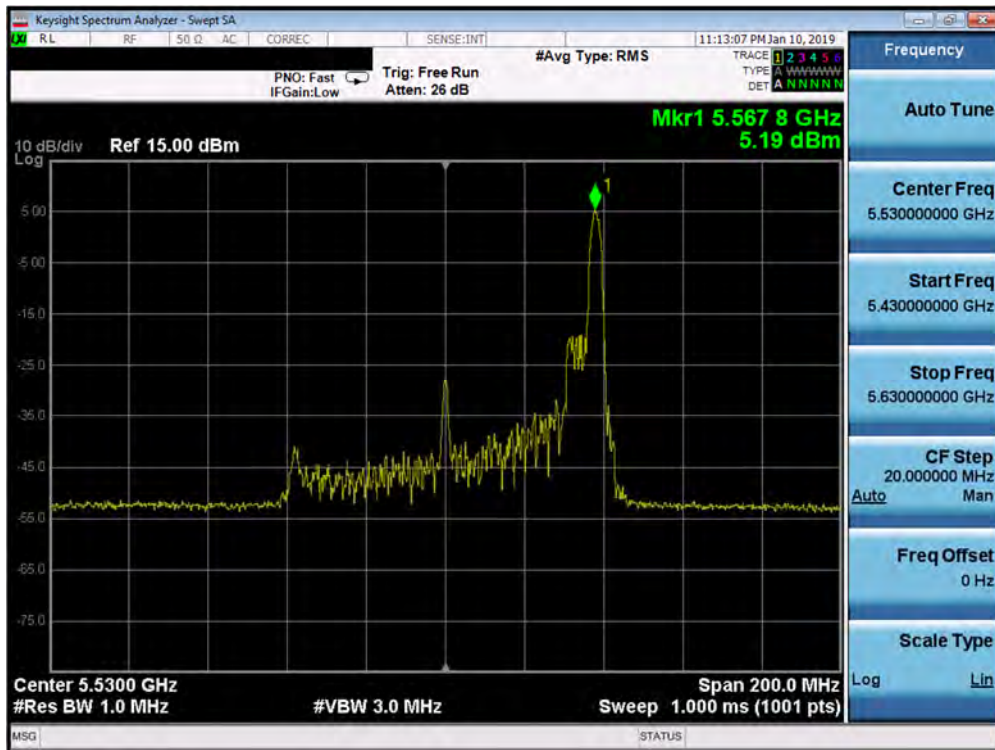 Keysight Spectrum Analyzer - Swept SA
LXI RL RF 50 Ω AC CORREC SENSE:INT 11:13:07 PM Jan 10, 2019
#Avg Type: RMS
TRACE 1 2 3 4 5 6
PNO: Fast Trig: Free Run TYPE A WWWWW
IFGain:Low Atten: 26 dB DET A N N N N N
Mkr1 5.567 8 GHz
5.19 dBm
10 dB/div Ref 15.00 dBm
Log
1
5.00
-5.00
-15.0
-25.0
-35.0
-45.0
-55.0
-65.0
-75.0
Center 5.5300 GHz Span 200.0 MHz
#Res BW 1.0 MHz #VBW 3.0 MHz Sweep 1.000 ms (1001 pts)
MSG STATUS
Frequency
Auto Tune
Center Freq
5.530000000 GHz
Start Freq
5.430000000 GHz
Stop Freq
5.630000000 GHz
CF Step
20.000000 MHz
Auto Man
Freq Offset
0 Hz
Scale Type
Log Lin